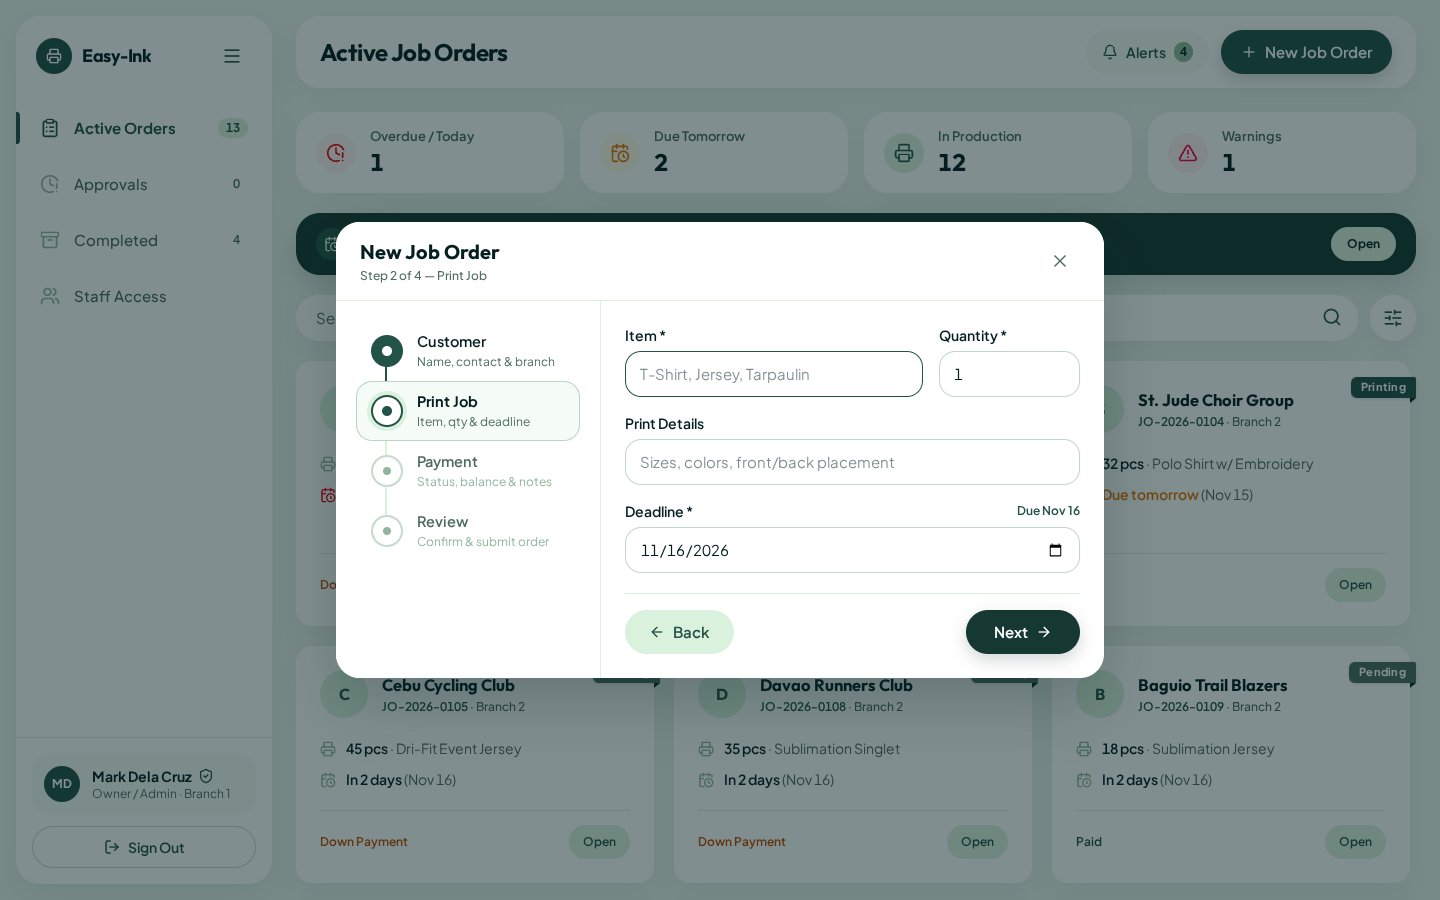 Easy-Ink
Active Orders 13
Approvals 0
Completed 4
Staff Access
MD
Mark Dela Cruz
Owner / Admin · Branch 1
Sign Out
Active Job Orders
Alerts 4
New Job Order
Overdue / Today
1
Due Tomorrow
2
In Production
12
Warnings
1
Open
New Job Order
Step 2 of 4 — Print Job
Customer
Name, contact & branch
Print Job
Item, qty & deadline
Payment
Status, balance & notes
Review
Confirm & submit order
Item *
T-Shirt, Jersey, Tarpaulin
Quantity *
1
Print Details
Sizes, colors, front/back placement
Deadline *
Due Nov 16
11/16/2026
Back
Next
Printing
St. Jude Choir Group
JO-2026-0104 · Branch 2
32 pcs · Polo Shirt w/ Embroidery
Due tomorrow (Nov 15)
Open
C
Cebu Cycling Club
JO-2026-0105 · Branch 2
45 pcs · Dri-Fit Event Jersey
In 2 days (Nov 16)
Down Payment
Open
D
Davao Runners Club
JO-2026-0108 · Branch 2
35 pcs · Sublimation Singlet
In 2 days (Nov 16)
Down Payment
Open
Pending
B
Baguio Trail Blazers
JO-2026-0109 · Branch 2
18 pcs · Sublimation Jersey
In 2 days (Nov 16)
Paid
Open